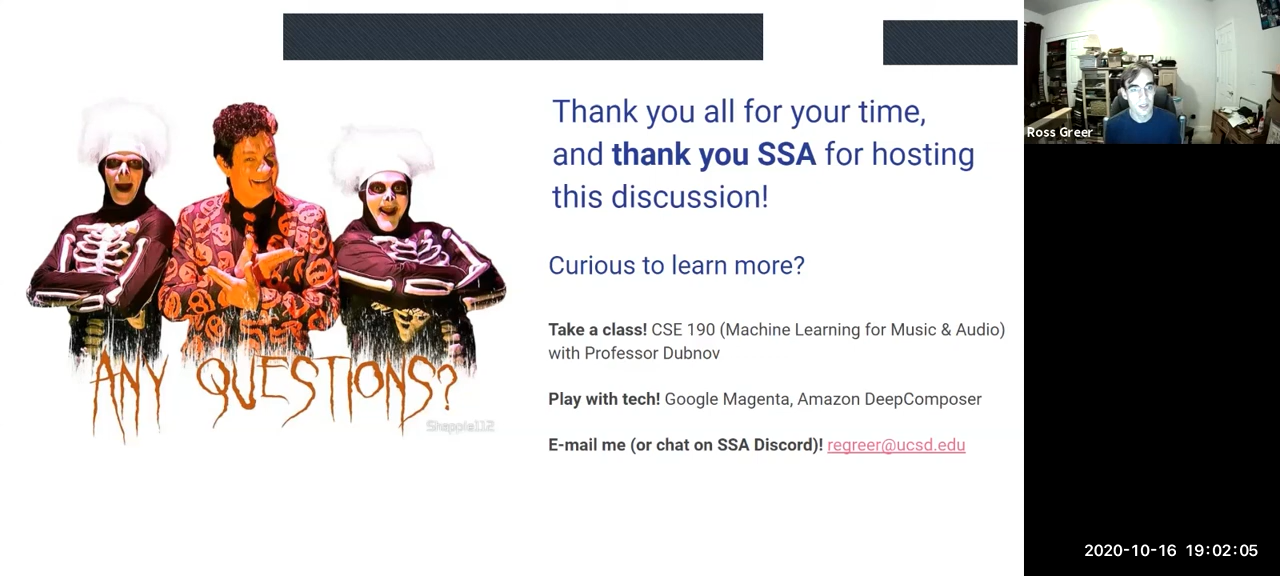 Thank you all for your time,
and thank you SSA for hosting
this discussion!
Curious to learn more?
Take a class! CSE 190 (Machine Learning for Music & Audio)
with Professor Dubnov
Play with tech! Google Magenta, Amazon DeepComposer
E-mail me (or chat on SSA Discord)! regreer@ucsd.edu
ANY QUESTIONS?
Shappie112
Ross Greer
2020-10-16 19:02:05